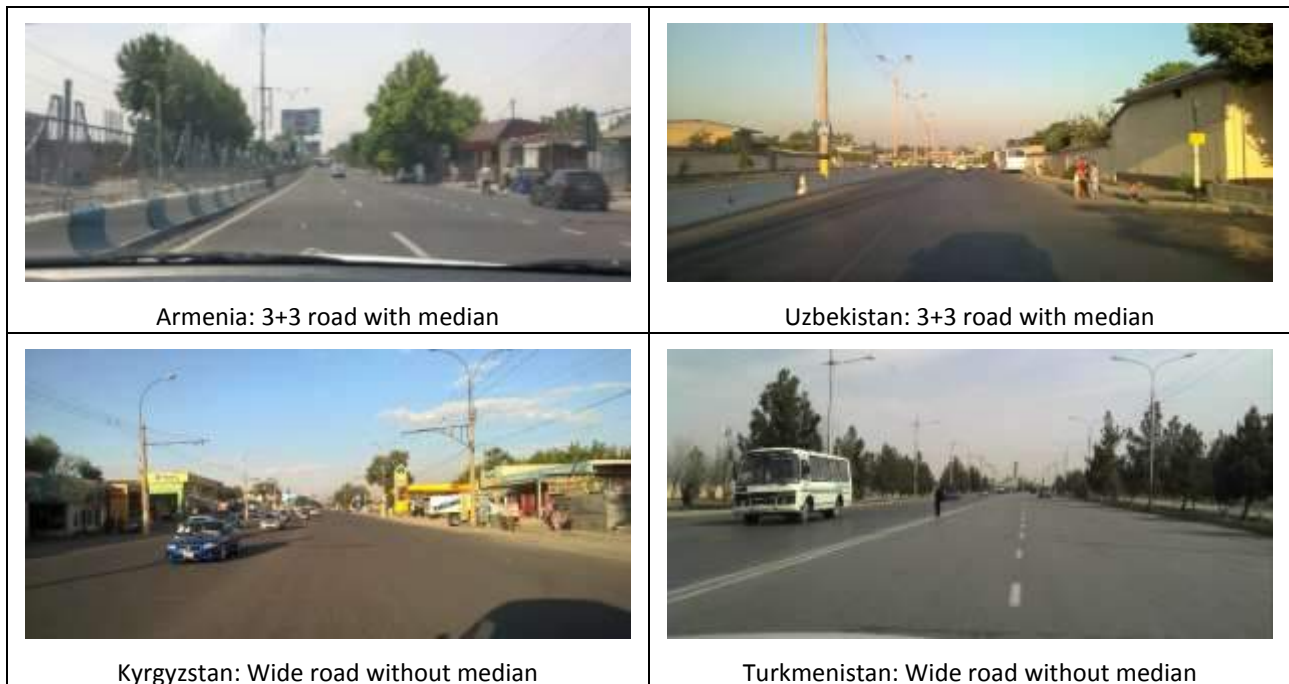 Armenia: 3+3 road with median
Uzbekistan: 3+3 road with median
Kyrgyzstan: Wide road without median
Turkmenistan: Wide road without median